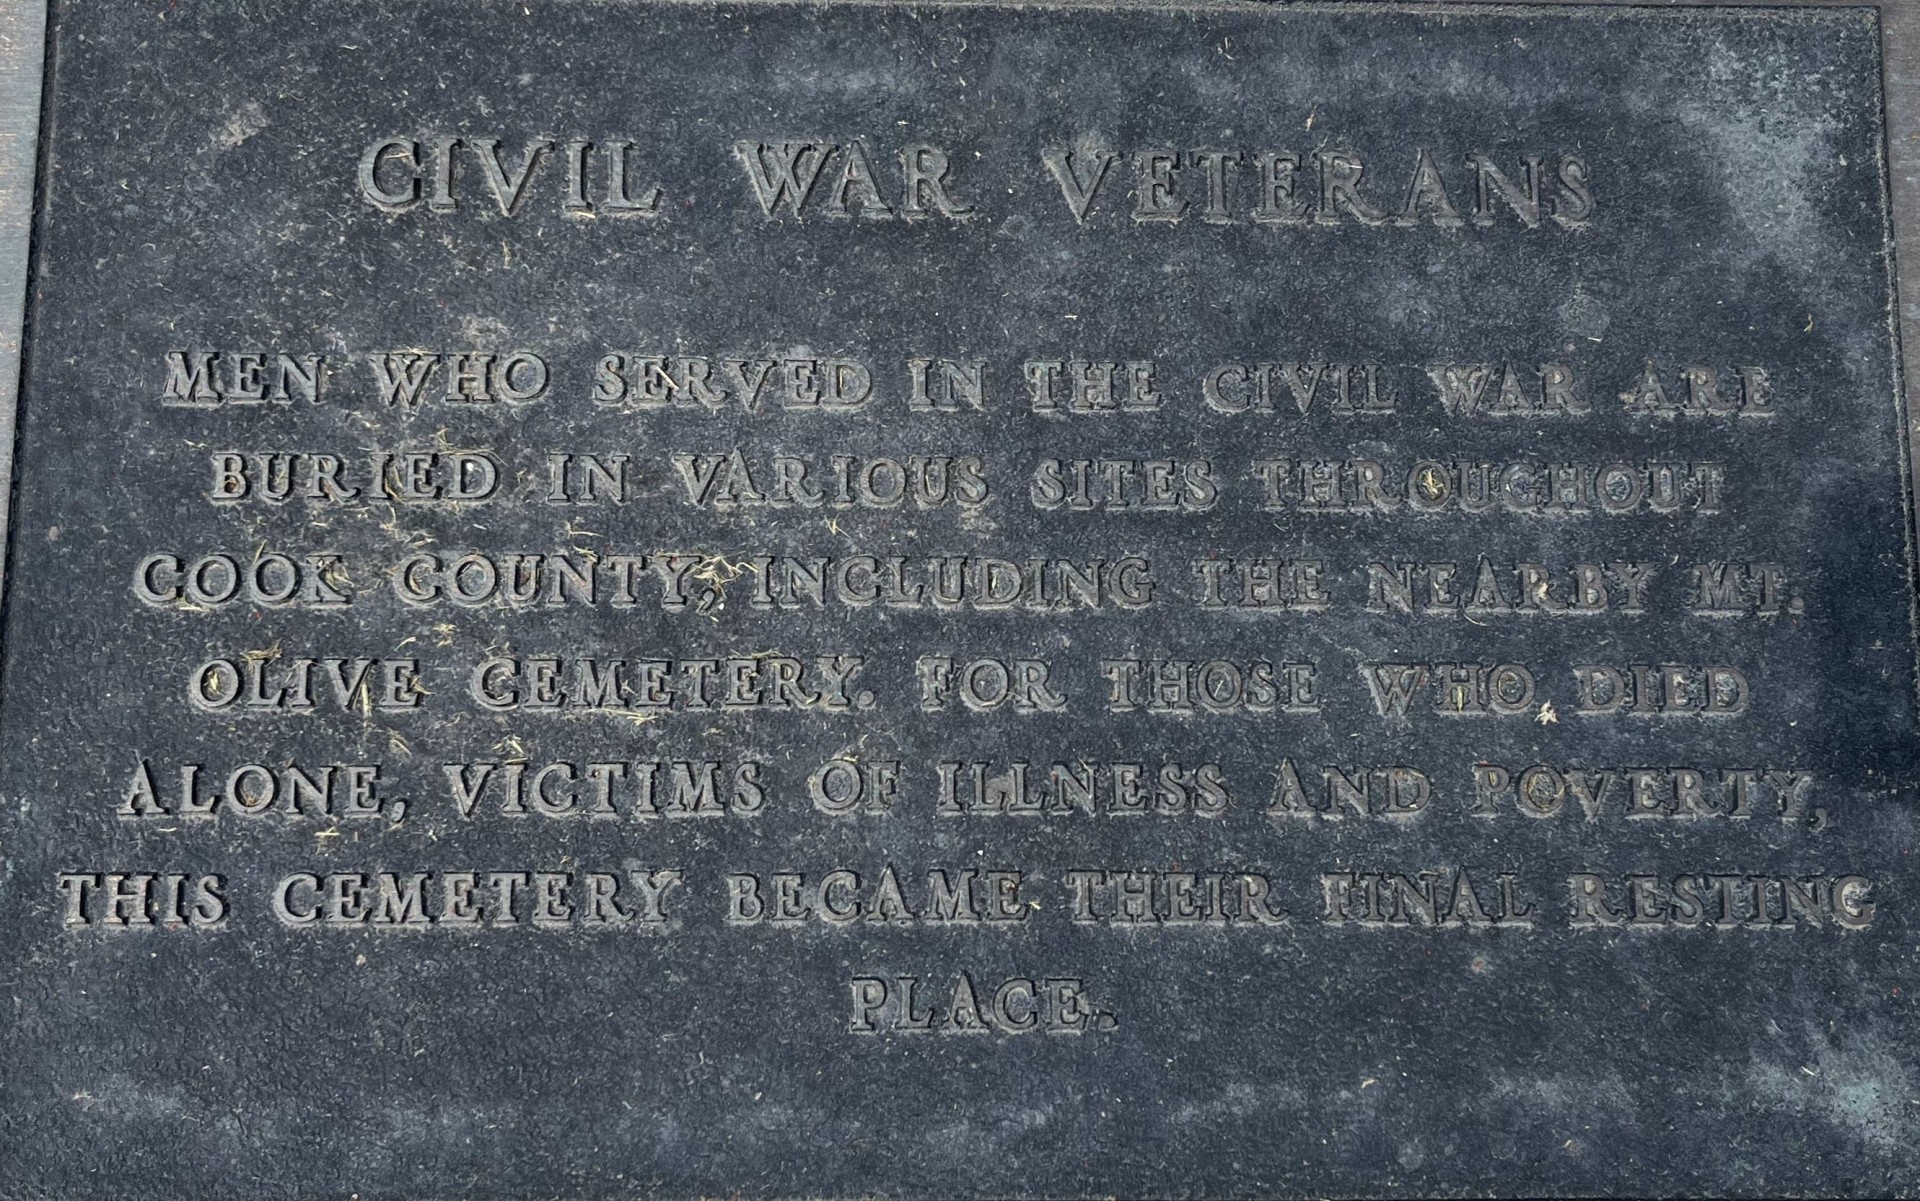 CIVIL WAR VETERANS
MEN WHO SERVED IN THE CIVIL WAR ARE
BURIED IN VARIOUS SITES THROUGHOUT
COOK COUNTY, INCLUDING THE NEARBY MT.
OLIVE CEMETERY. FOR THOSE WHO DIED
ALONE, VICTIMS OF ILLNESS AND POVERTY,
THIS CEMETERY BECAME THEIR FINAL RESTING
PLACE.